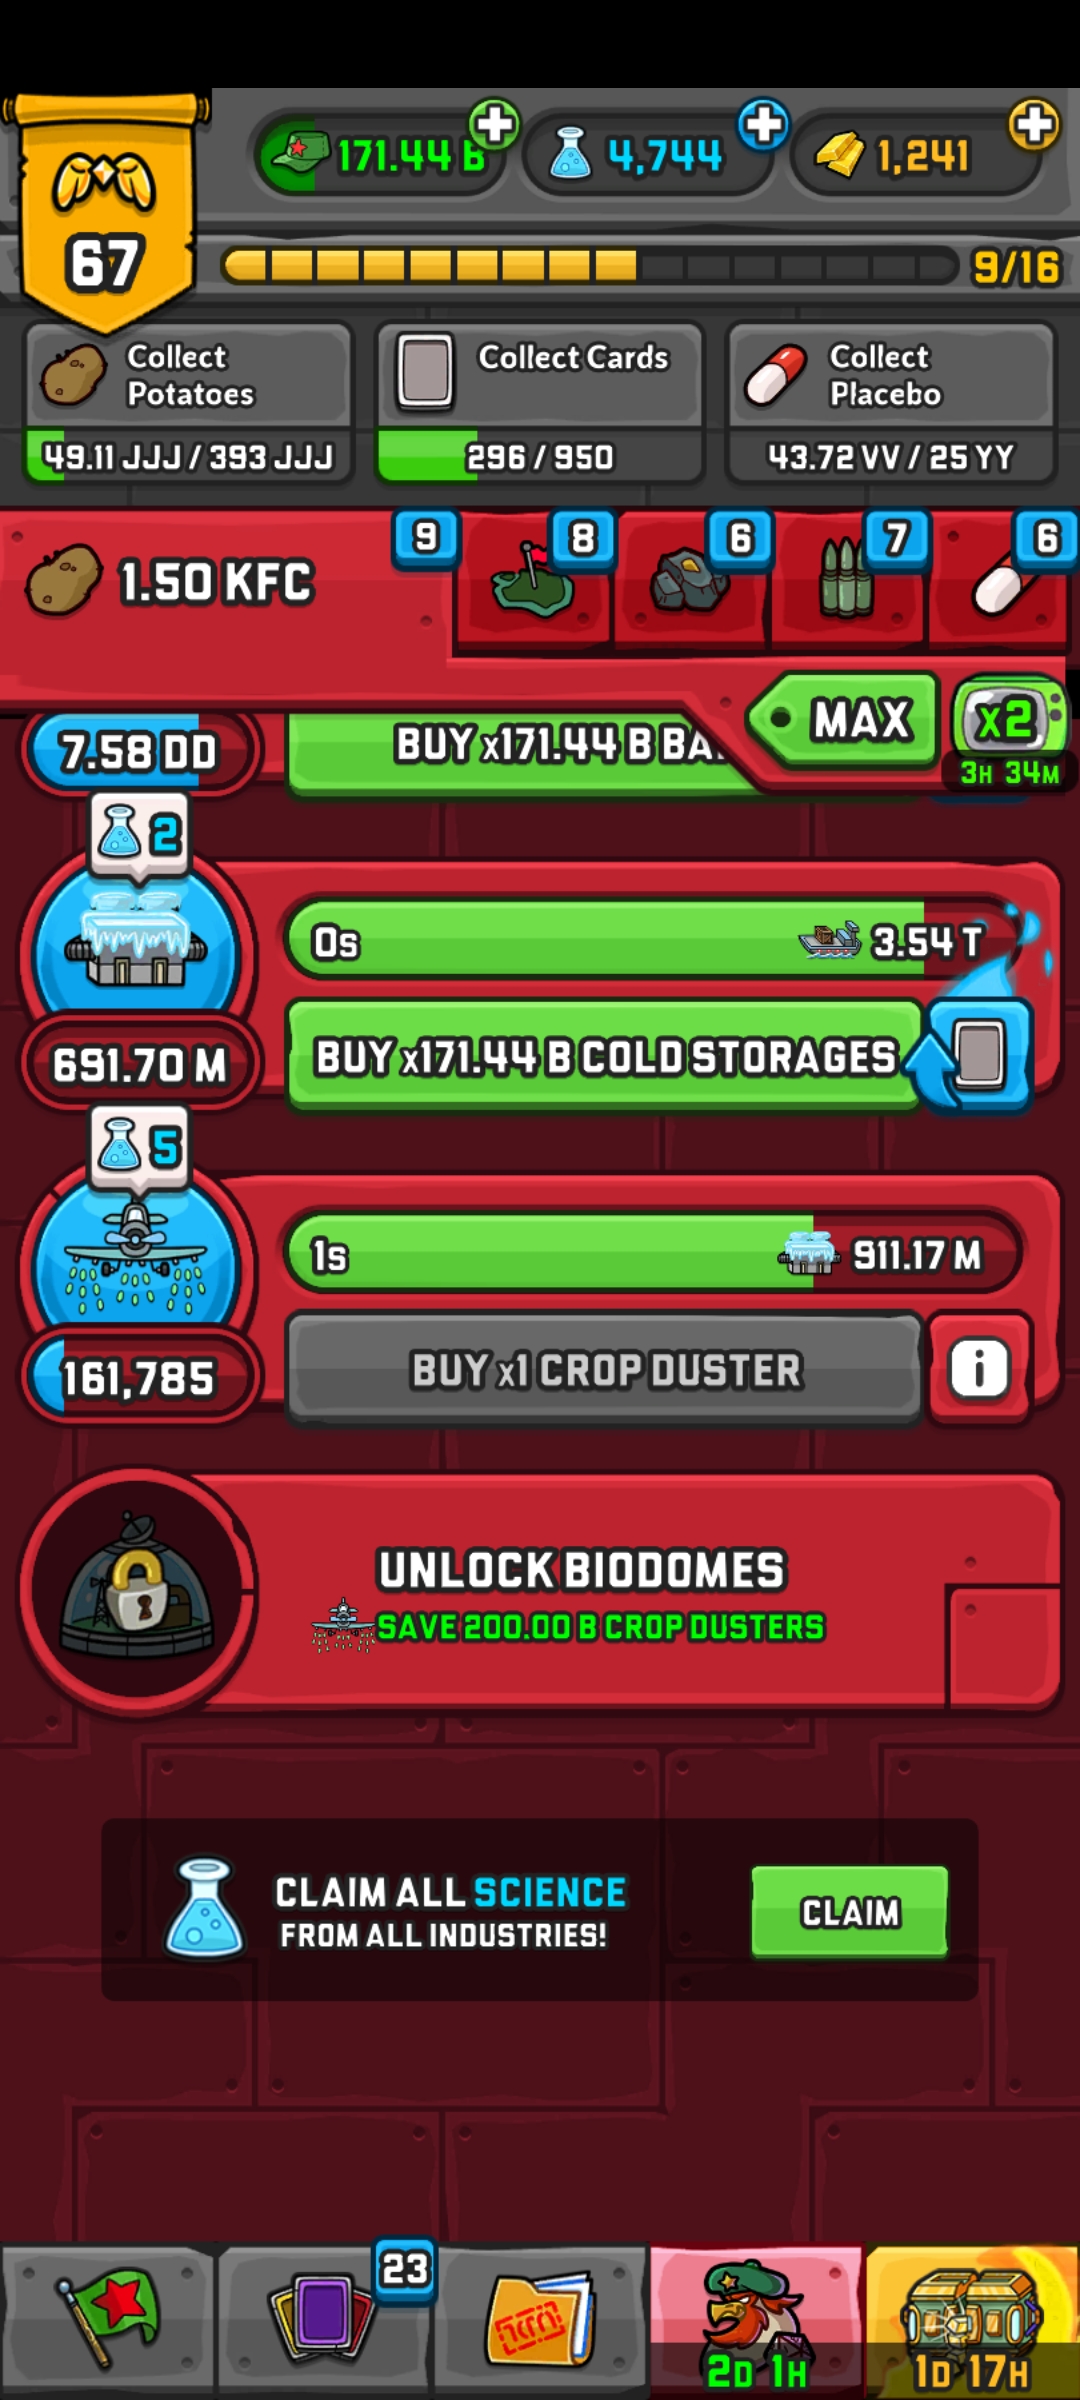 171.44 B
4,744
1,241
67
9/16
Collect
Potatoes
49.11 JJJ / 393 JJJ
Collect Cards
296 / 950
Collect
Placebo
43.72 VV / 25 YY
1.50 KFC
9
8
6
7
6
MAX
x2
3H 34M
7.58 DD
BUY x171.44 B BA
2
0s
3.54 T
691.70 M
BUY x171.44 B COLD STORAGES
5
1s
911.17 M
161,785
BUY x1 CROP DUSTER
i
UNLOCK BIODOMES
SAVE 200.00 B CROP DUSTERS
CLAIM ALL SCIENCE
FROM ALL INDUSTRIES!
CLAIM
23
2D 1H
1D 17H